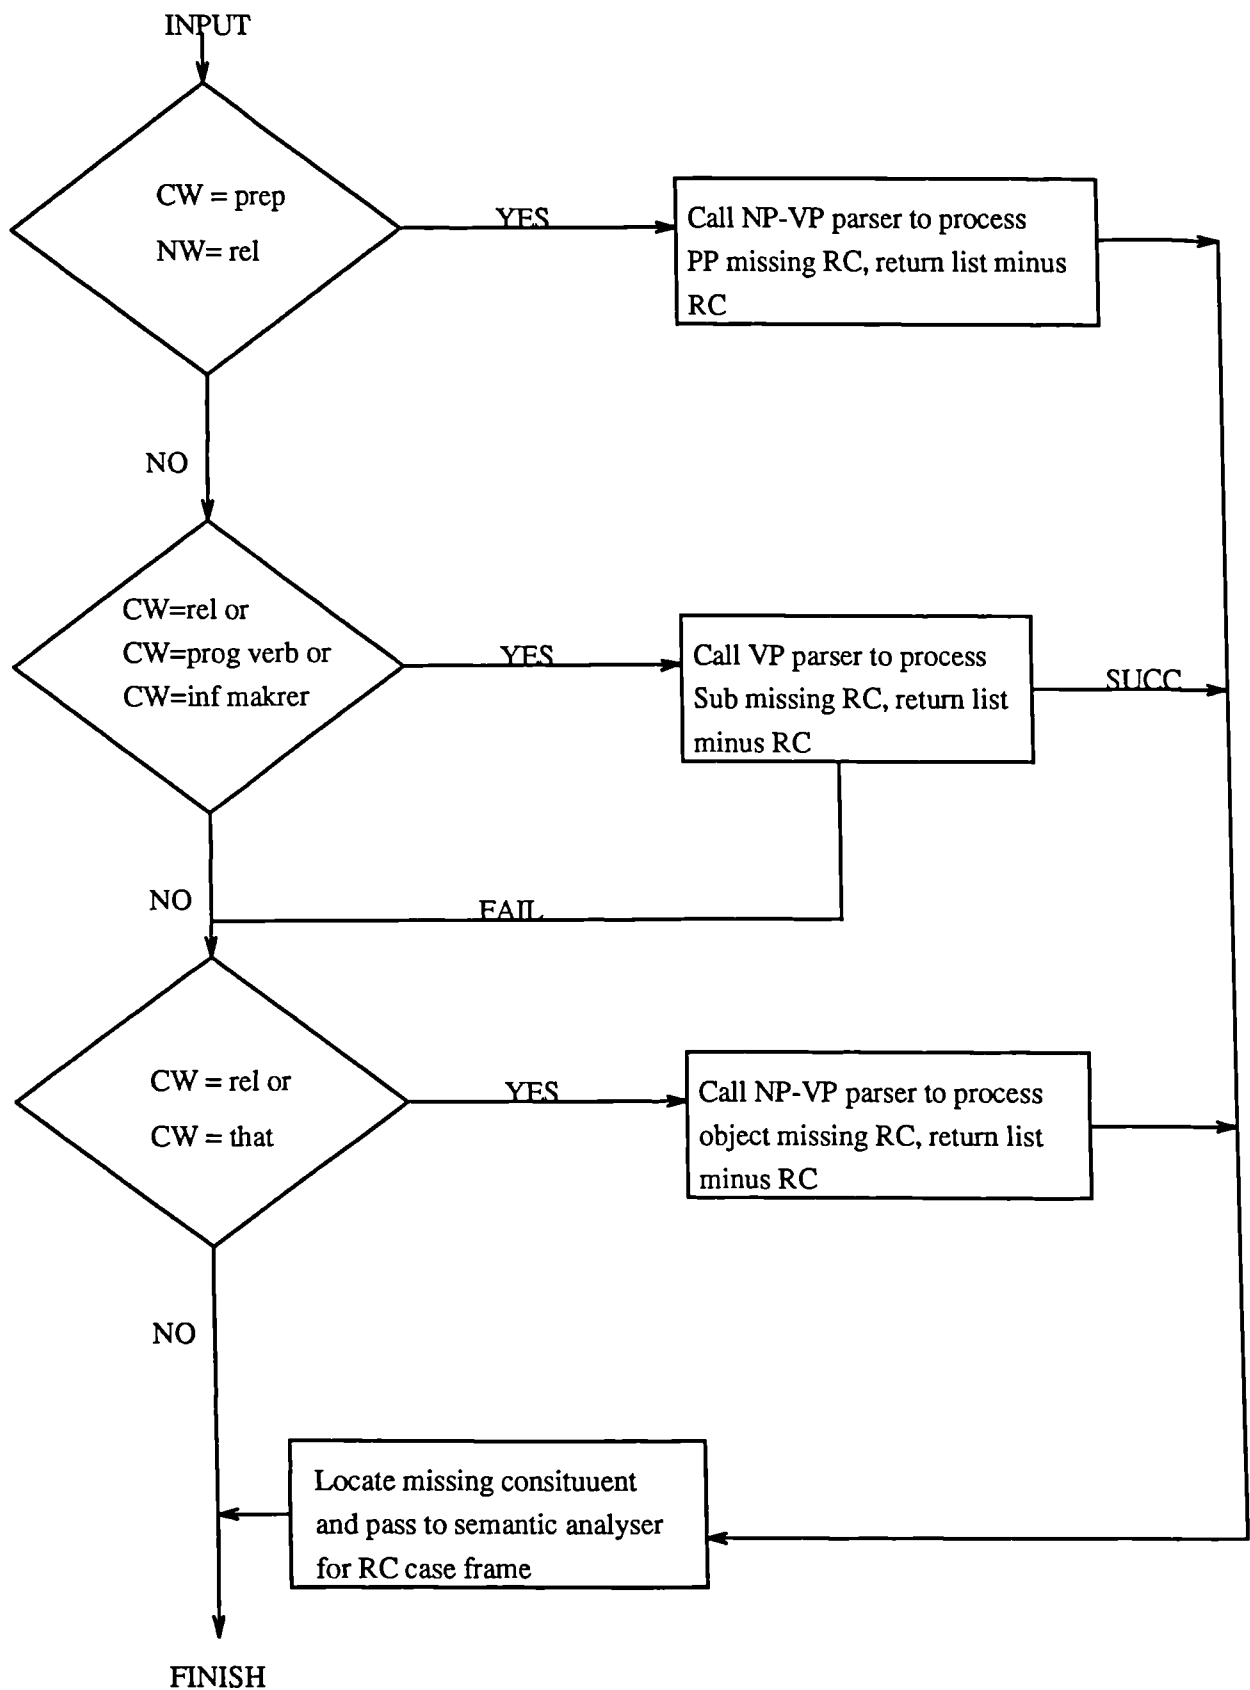 INPUT
CW = prep
NW= rel
YES
Call NP-VP parser to process
PP missing RC, return list minus
RC
NO
CW=rel or
CW=prog verb or
CW=inf makrer
YES
Call VP parser to process
Sub missing RC, return list
minus RC
SUCC
NO
FAIL
CW = rel or
CW = that
YES
Call NP-VP parser to process
object missing RC, return list
minus RC
NO
Locate missing consituuent
and pass to semantic analyser
for RC case frame
FINISH